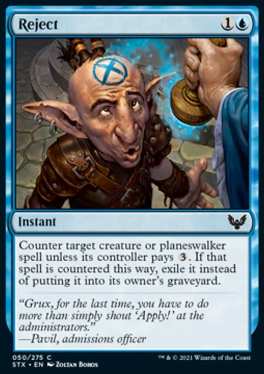 Reject 1
Instant
Counter target creature or planeswalker
spell unless its controller pays 3. If that
spell is countered this way, exile it instead
of putting it into its owner's graveyard.
"Grux, for the last time, you have to do
more than simply shout 'Apply!' at the
administrators."
—Pavil, admissions officer
050/275 C
STX • EN Zoltan Boros
™ & © 2021 Wizards of the Coast